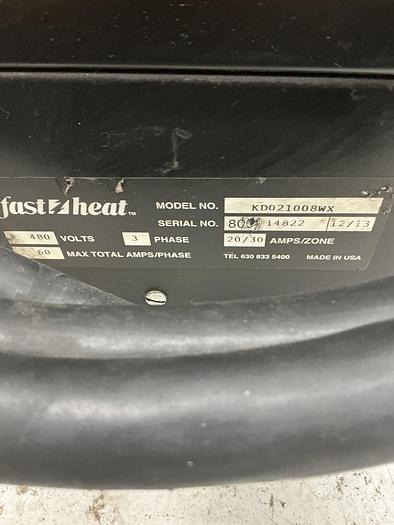 fast heat™
MODEL NO. KD021008WX
SERIAL NO. 14822 12/13
480 VOLTS 3 PHASE 20/30 AMPS/ZONE
60 MAX TOTAL AMPS/PHASE TEL 630 833 5400 MADE IN USA